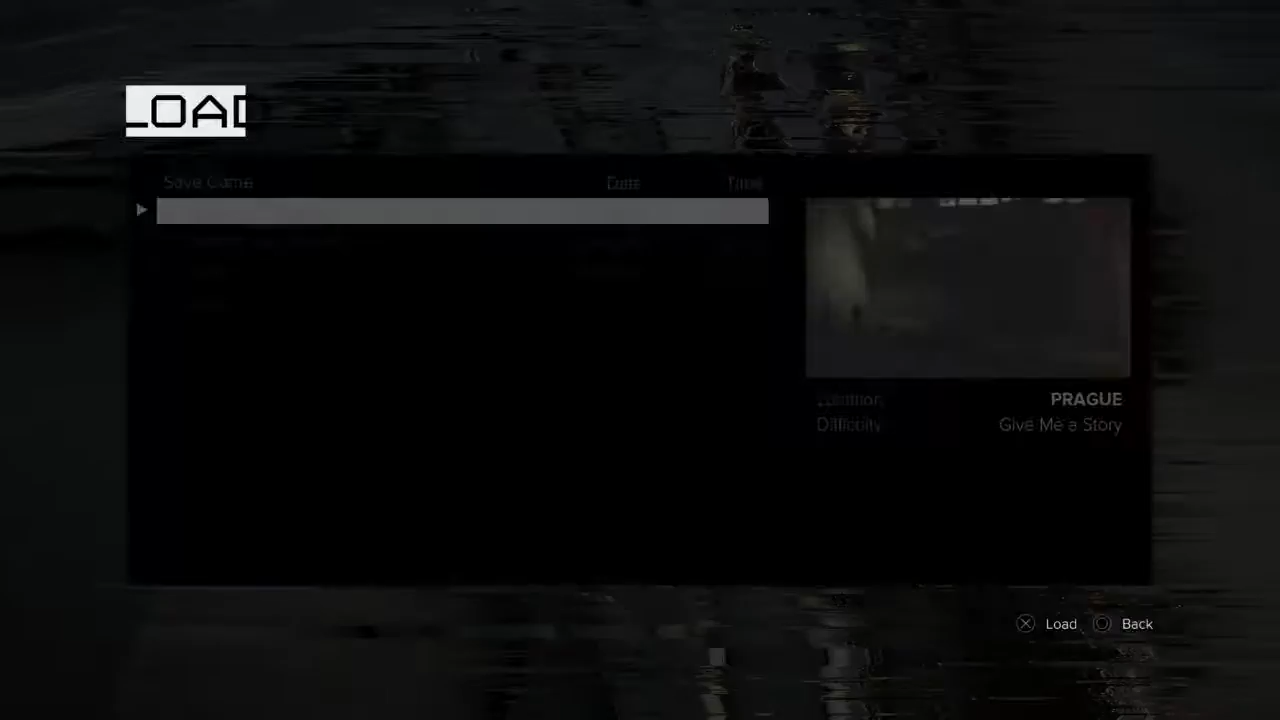 LOAD
Save Game Date Time
Location PRAGUE
Difficulty Give Me a Story
Load Back